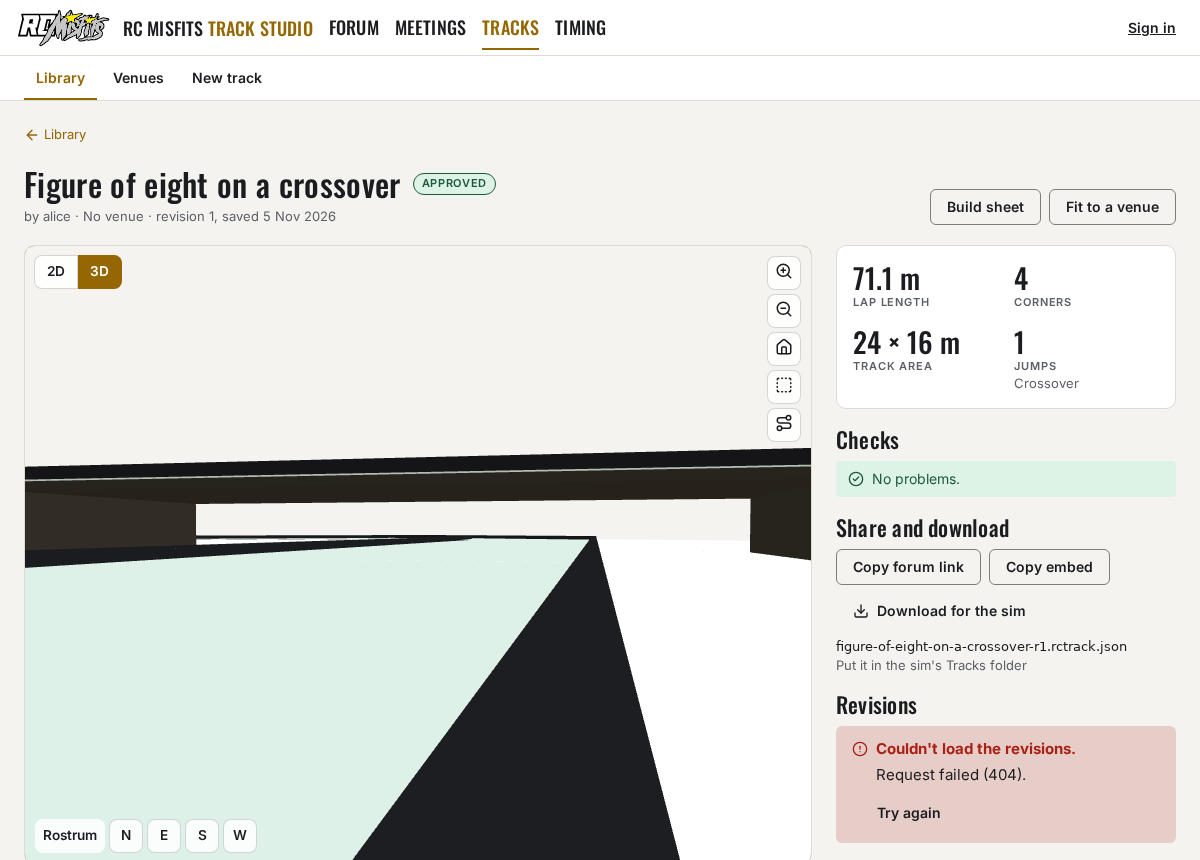 RC Misfits
RC MISFITS TRACK STUDIO
FORUM
MEETINGS
TRACKS
TIMING
Sign in
Library
Venues
New track
Library
Figure of eight on a crossover
APPROVED
by alice · No venue · revision 1, saved 5 Nov 2026
Build sheet
Fit to a venue
2D
3D
71.1 m
LAP LENGTH
4
CORNERS
24 × 16 m
TRACK AREA
1
JUMPS
Crossover
Checks
No problems.
Share and download
Copy forum link
Copy embed
Download for the sim
figure-of-eight-on-a-crossover-r1.rctrack.json
Put it in the sim's Tracks folder
Revisions
Couldn't load the revisions.
Request failed (404).
Try again
Rostrum
N
E
S
W